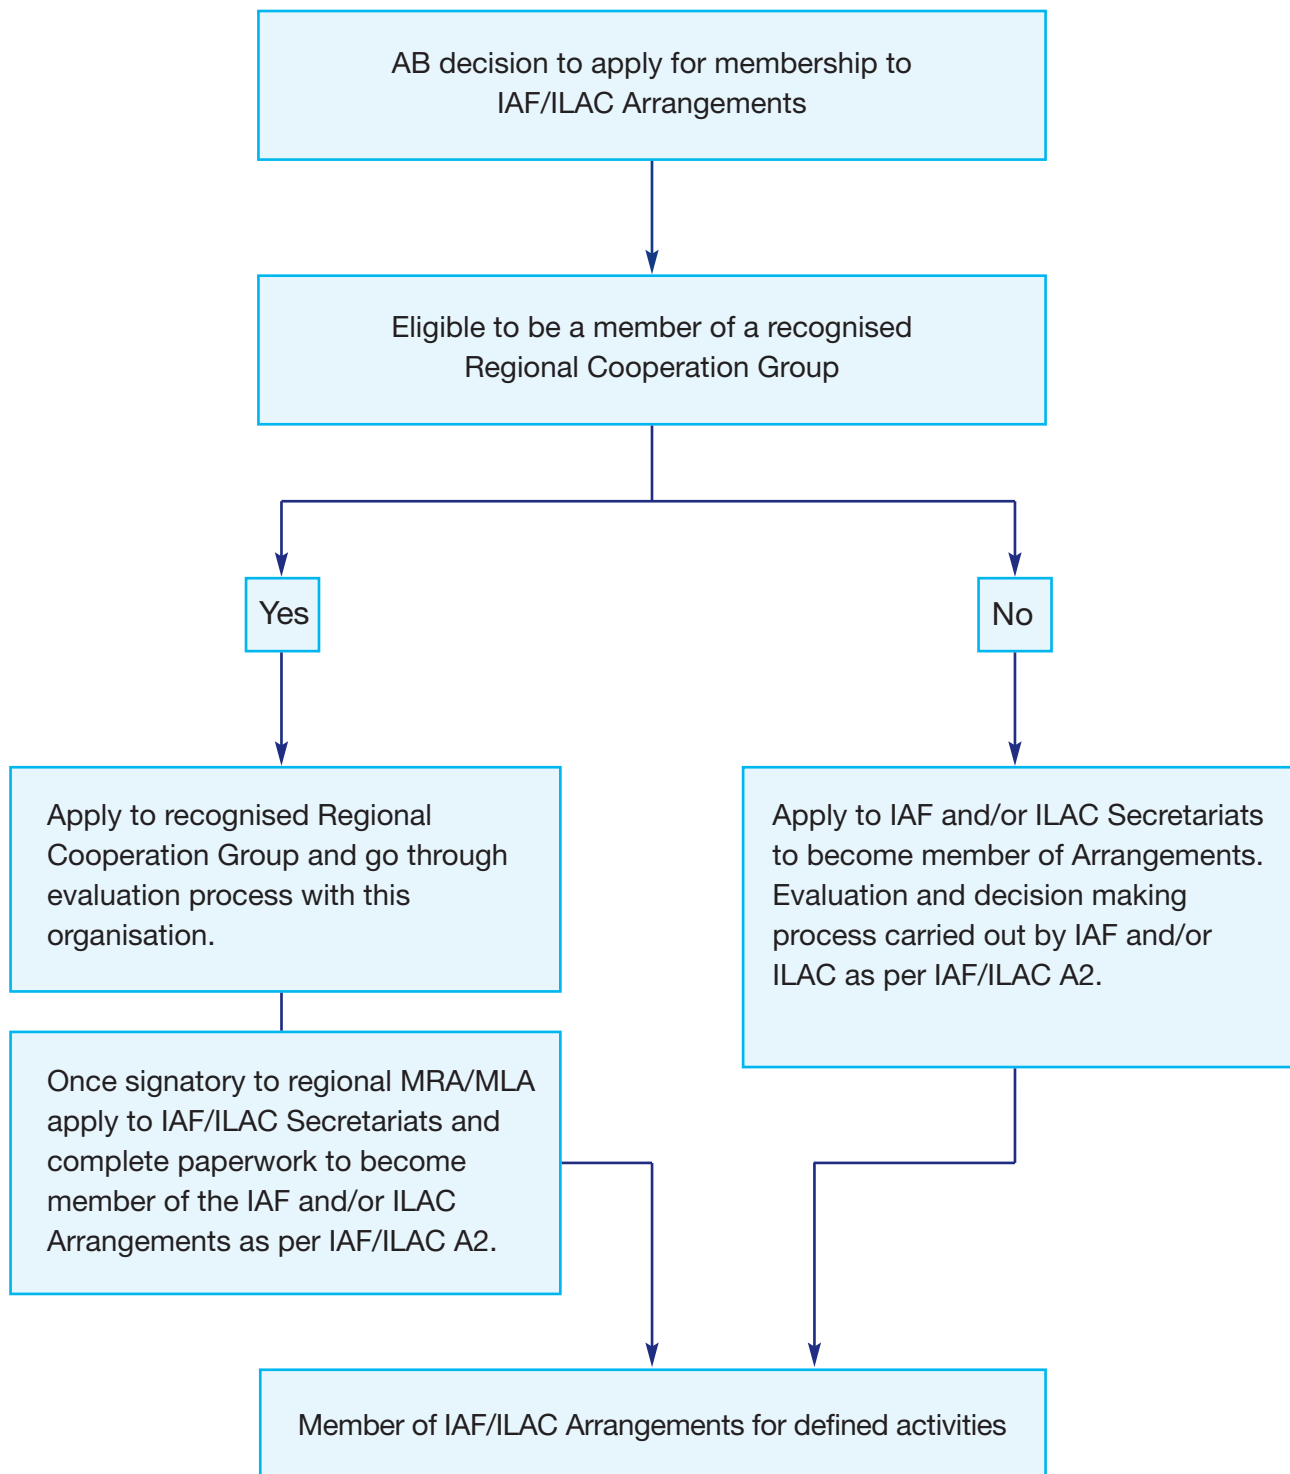 AB decision to apply for membership to
IAF/ILAC Arrangements
Eligible to be a member of a recognised
Regional Cooperation Group
Yes
No
Apply to recognised Regional
Cooperation Group and go through
evaluation process with this
organisation.
Apply to IAF and/or ILAC Secretariats
to become member of Arrangements.
Evaluation and decision making
process carried out by IAF and/or
ILAC as per IAF/ILAC A2.
Once signatory to regional MRA/MLA
apply to IAF/ILAC Secretariats and
complete paperwork to become
member of the IAF and/or ILAC
Arrangements as per IAF/ILAC A2.
Member of IAF/ILAC Arrangements for defined activities